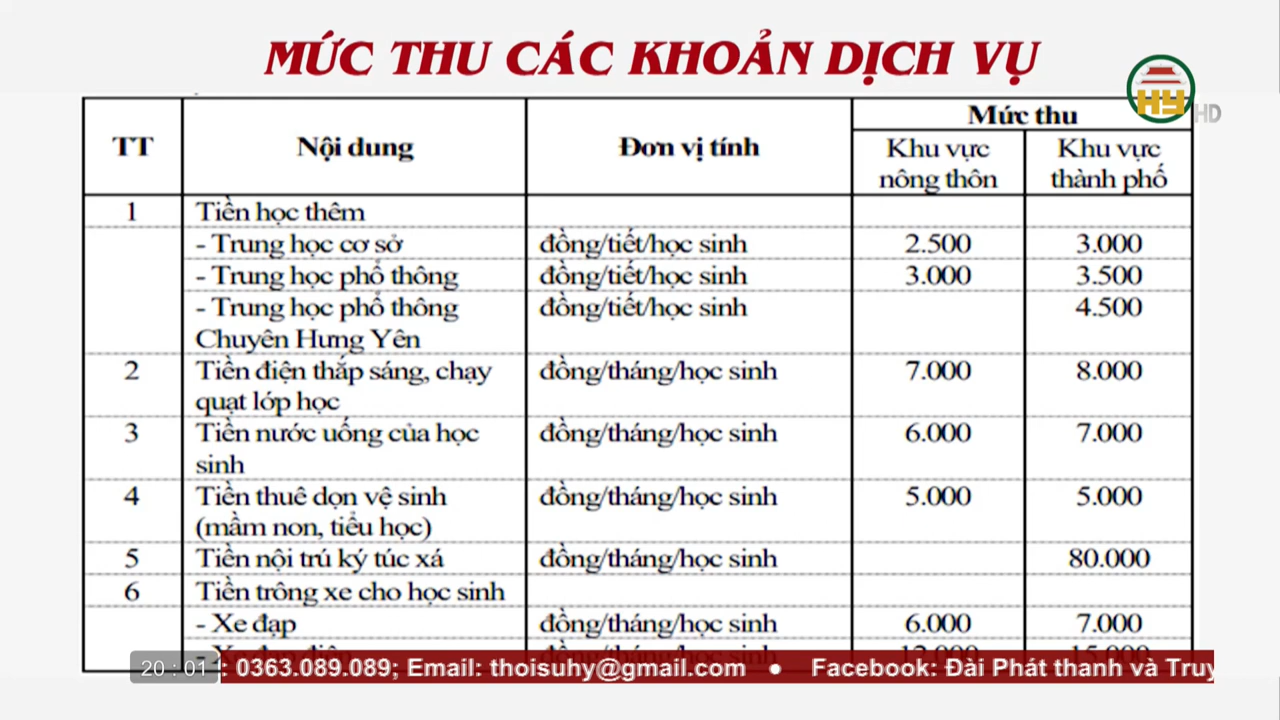 MỨC THU CÁC KHOẢN DỊCH VỤ
HY HD
TT Nội dung Đơn vị tính Mức thu
Khu vực nông thôn Khu vực thành phố
1 Tiền học thêm
- Trung học cơ sở đồng/tiết/học sinh 2.500 3.000
- Trung học phổ thông đồng/tiết/học sinh 3.000 3.500
- Trung học phổ thông đồng/tiết/học sinh 4.500
Chuyên Hưng Yên
2 Tiền điện thắp sáng, chạy đồng/tháng/học sinh 7.000 8.000
quạt lớp học
3 Tiền nước uống của học đồng/tháng/học sinh 6.000 7.000
sinh
4 Tiền thuê dọn vệ sinh đồng/tháng/học sinh 5.000 5.000
(mầm non, tiểu học)
5 Tiền nội trú ký túc xá đồng/tháng/học sinh 80.000
6 Tiền trông xe cho học sinh
- Xe đạp đồng/tháng/học sinh 6.000 7.000
20 : 01 : 0363.089.089; Email: thoisuhy@gmail.com ● Facebook: Đài Phát thanh và Truy